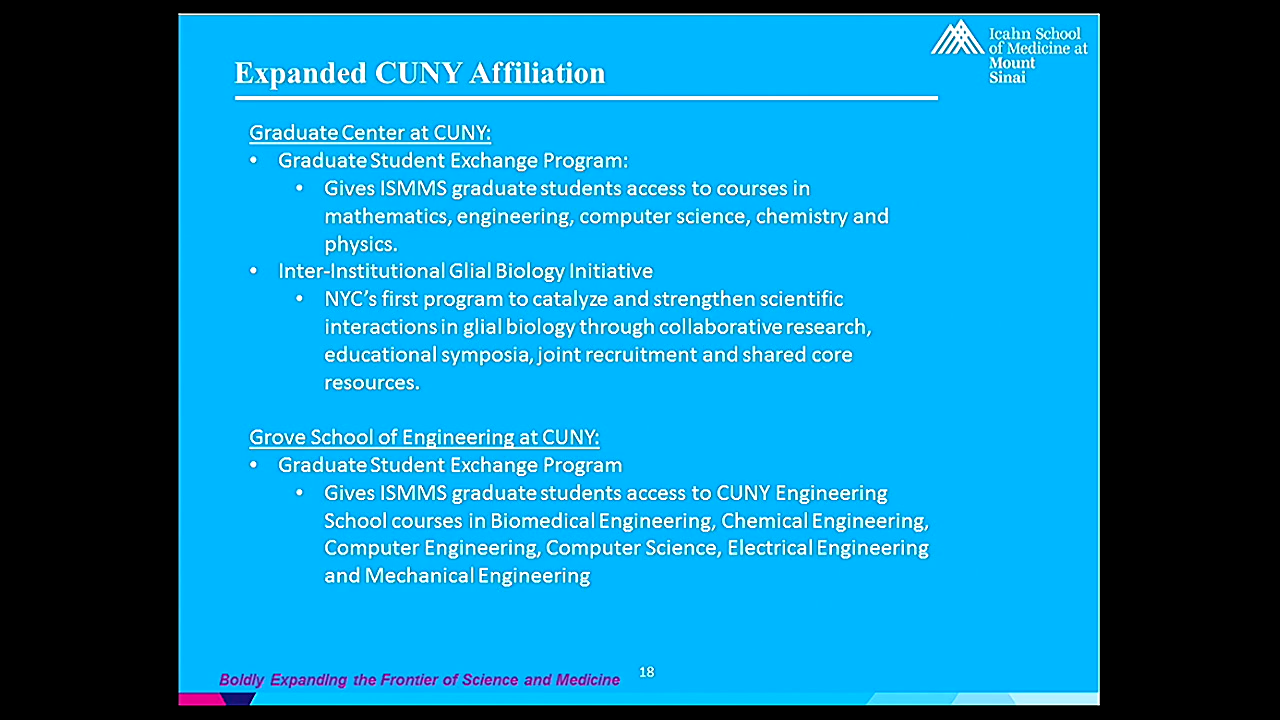 Icahn School
of Medicine at
Mount
Sinai
Expanded CUNY Affiliation
Graduate Center at CUNY:
• Graduate Student Exchange Program:
• Gives ISMMS graduate students access to courses in
mathematics, engineering, computer science, chemistry and
physics.
• Inter-Institutional Glial Biology Initiative
• NYC's first program to catalyze and strengthen scientific
interactions in glial biology through collaborative research,
educational symposia, joint recruitment and shared core
resources.
Grove School of Engineering at CUNY:
• Graduate Student Exchange Program
• Gives ISMMS graduate students access to CUNY Engineering
School courses in Biomedical Engineering, Chemical Engineering,
Computer Engineering, Computer Science, Electrical Engineering
and Mechanical Engineering
Boldly Expanding the Frontier of Science and Medicine
18